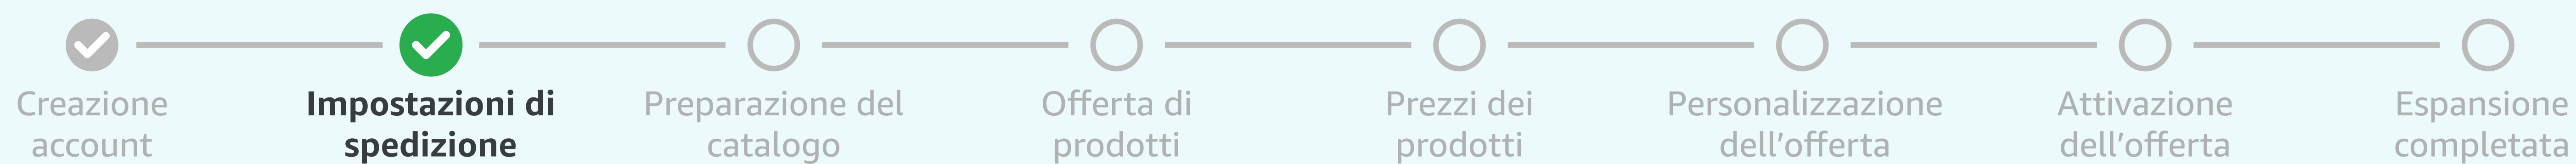 Creazione
account
Impostazioni di
spedizione
Preparazione del
catalogo
Offerta di
prodotti
Prezzi dei
prodotti
Personalizzazione
dell’offerta
Attivazione
dell’offerta
Espansione
completata